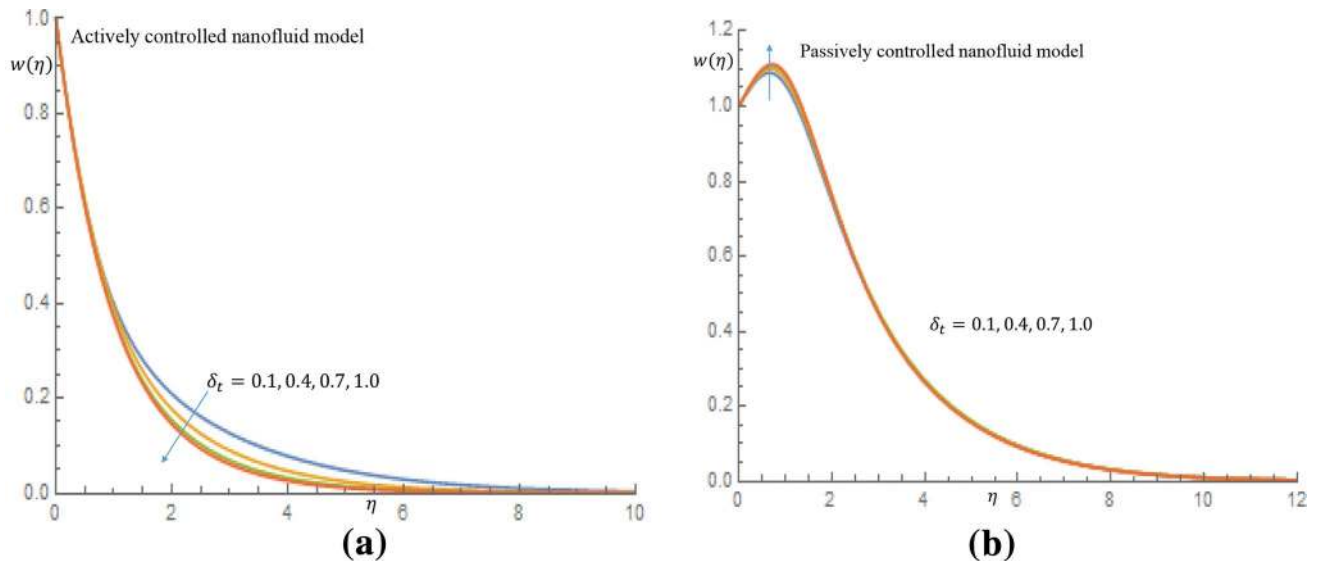 1.0
Actively controlled nanofluid model
w(η)
0.8
0.6
0.4
δₜ = 0.1, 0.4, 0.7, 1.0
0.2
0.0
0 2 4 6 8 10
η
(a)
1.2
w(η)
Passively controlled nanofluid model
1.0
0.8
0.6
0.4
δₜ = 0.1, 0.4, 0.7, 1.0
0.2
0.0
0 2 4 6 8 10 12
η
(b)